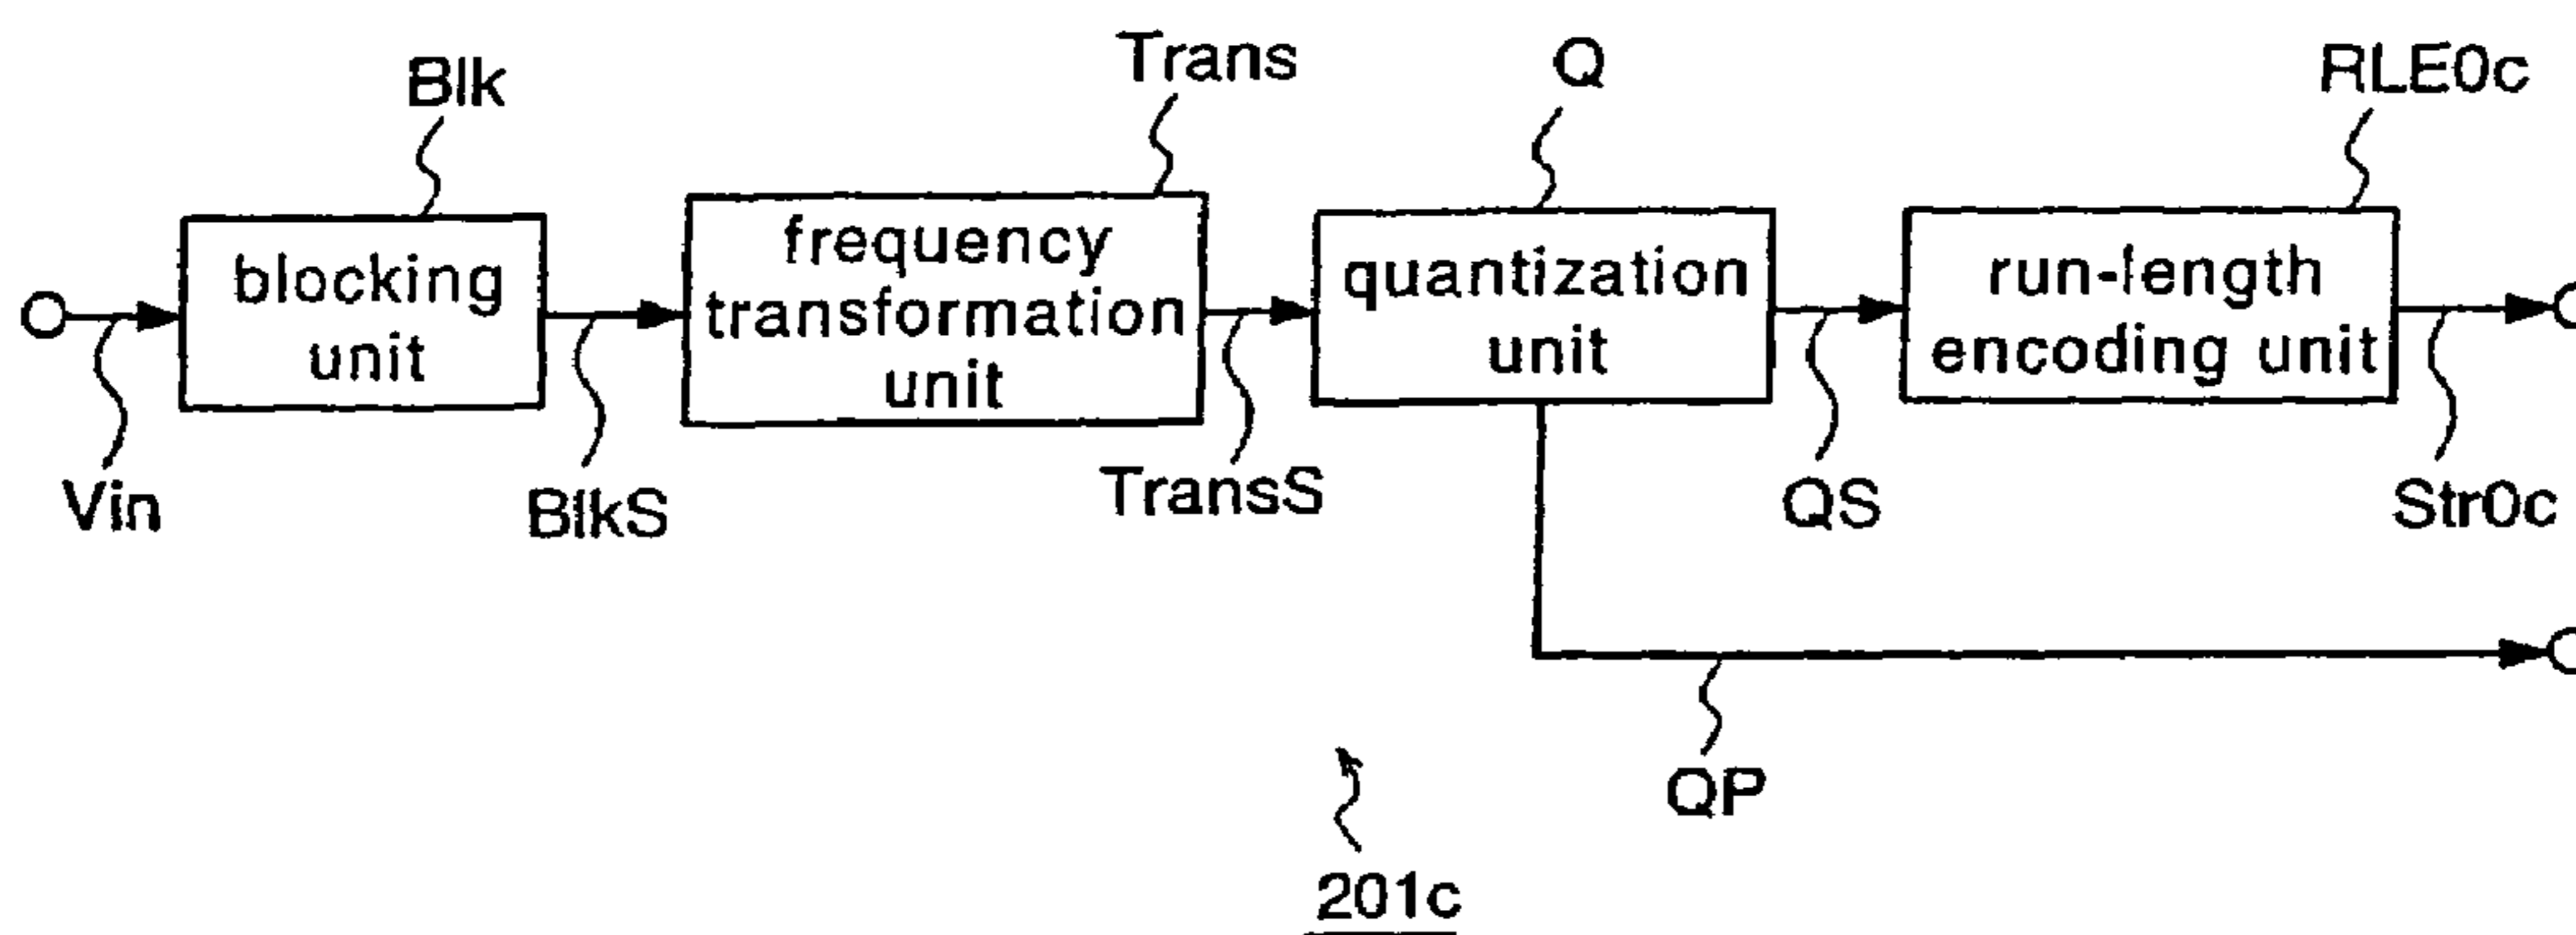 Blk
Trans
Q
RLE0c
blocking
unit
frequency
transformation
unit
quantization
unit
run-length
encoding unit
Vin
BlkS
TransS
QS
Str0c
QP
201c